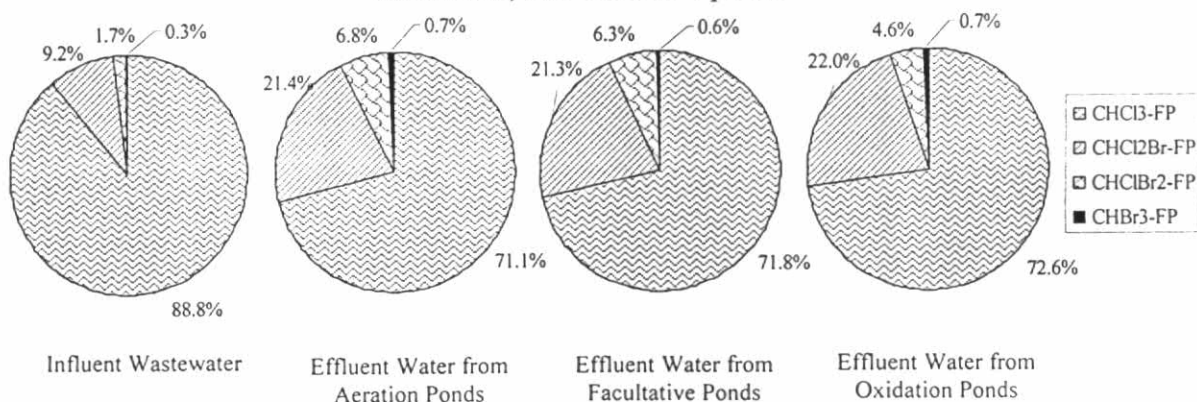 1.7%
0.3%
9.2%
88.8%
6.8%
0.7%
21.4%
71.1%
6.3%
0.6%
21.3%
71.8%
4.6%
0.7%
22.0%
72.6%
CHCl3-FP
CHCl2Br-FP
CHClBr2-FP
CHBr3-FP
Influent Wastewater
Effluent Water from
Aeration Ponds
Effluent Water from
Facultative Ponds
Effluent Water from
Oxidation Ponds